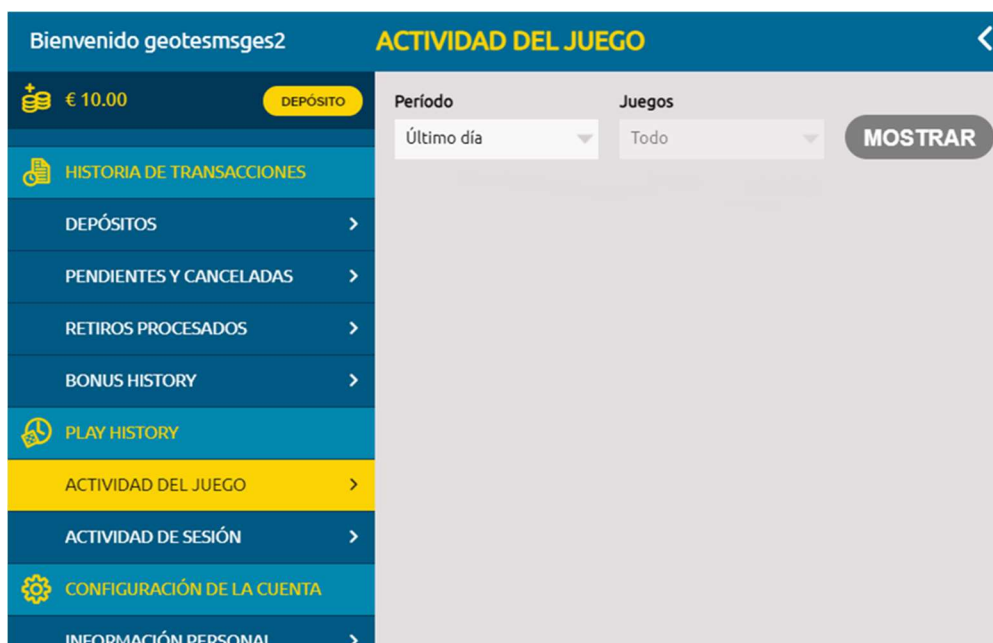 Bienvenido geotesmsges2
ACTIVIDAD DEL JUEGO
€ 10.00
DEPÓSITO
Período
Juegos
Último día
Todo
MOSTRAR
HISTORIA DE TRANSACCIONES
DEPÓSITOS
PENDIENTES Y CANCELADAS
RETIROS PROCESADOS
BONUS HISTORY
PLAY HISTORY
ACTIVIDAD DEL JUEGO
ACTIVIDAD DE SESIÓN
CONFIGURACIÓN DE LA CUENTA
INFORMACIÓN PERSONAL